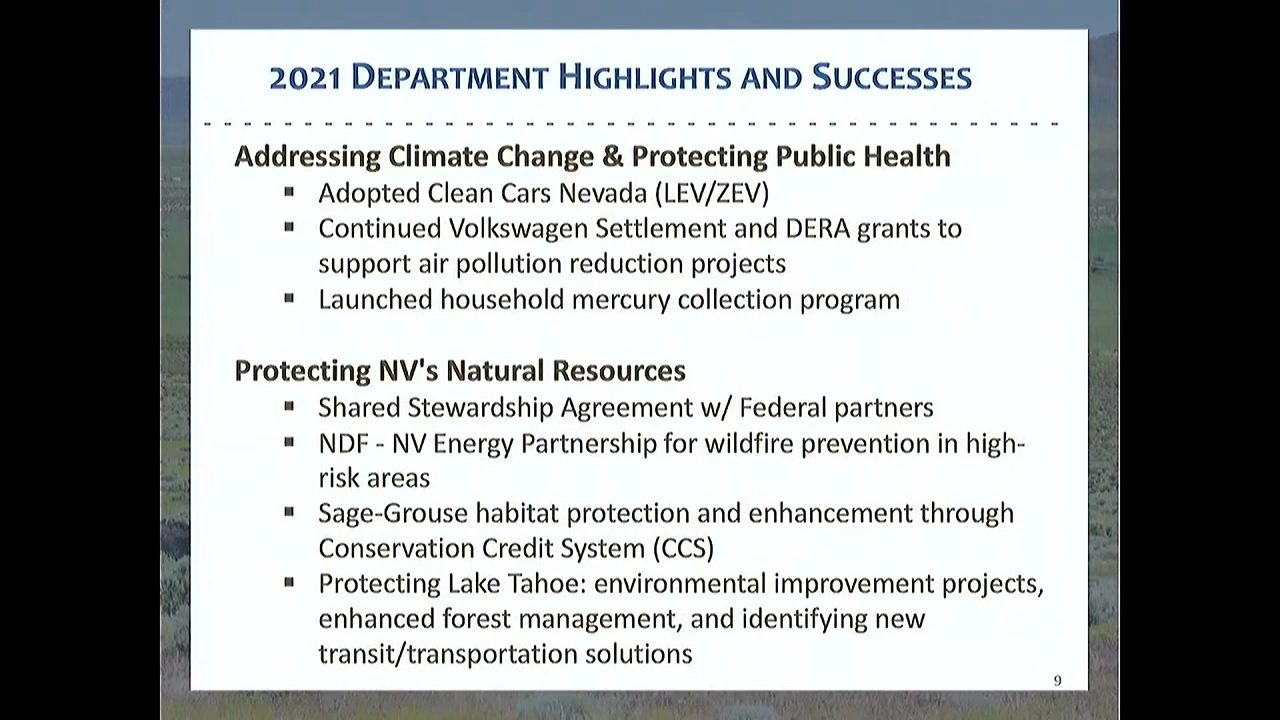 2021 DEPARTMENT HIGHLIGHTS AND SUCCESSES
Addressing Climate Change & Protecting Public Health
▪ Adopted Clean Cars Nevada (LEV/ZEV)
▪ Continued Volkswagen Settlement and DERA grants to
support air pollution reduction projects
▪ Launched household mercury collection program
Protecting NV's Natural Resources
▪ Shared Stewardship Agreement w/ Federal partners
▪ NDF - NV Energy Partnership for wildfire prevention in high-
risk areas
▪ Sage-Grouse habitat protection and enhancement through
Conservation Credit System (CCS)
▪ Protecting Lake Tahoe: environmental improvement projects,
enhanced forest management, and identifying new
transit/transportation solutions
9